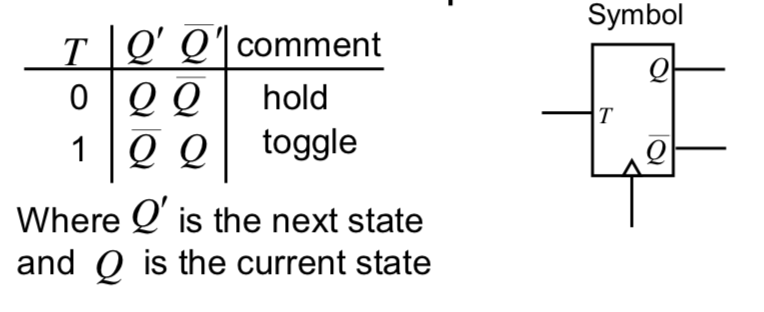 Symbol
T Q′ Q̅′ comment
0 Q Q̅ hold
1 Q̅ Q toggle
Where Q′ is the next state
and Q is the current state
Q
T
Q̅